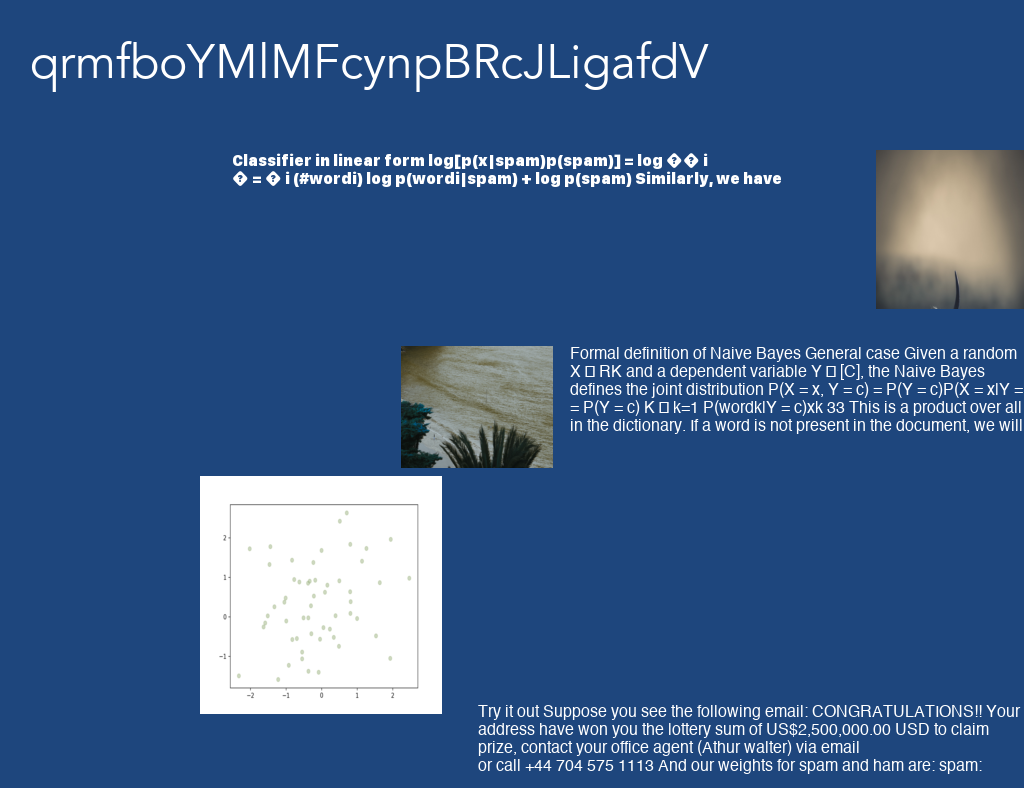 qrmfboYMlMFcynpBRcJLigafdV
Classifier in linear form log[p(x|spam)p(spam)] = log �� i
� = � i (#wordi) log p(wordi|spam) + log p(spam) Similarly, we have
Formal definition of Naive Bayes General case Given a random
X □ RK and a dependent variable Y □ [C], the Naive Bayes
defines the joint distribution P(X = x, Y = c) = P(Y = c)P(X = x|Y =
= P(Y = c) K □ k=1 P(wordk|Y = c)xk 33 This is a product over all
in the dictionary. If a word is not present in the document, we will
2
1
0
−1
−2 −1 0 1 2
Try it out Suppose you see the following email: CONGRATULATIONS!! Your
address have won you the lottery sum of US$2,500,000.00 USD to claim
prize, contact your office agent (Athur walter) via email
or call +44 704 575 1113 And our weights for spam and ham are: spam: